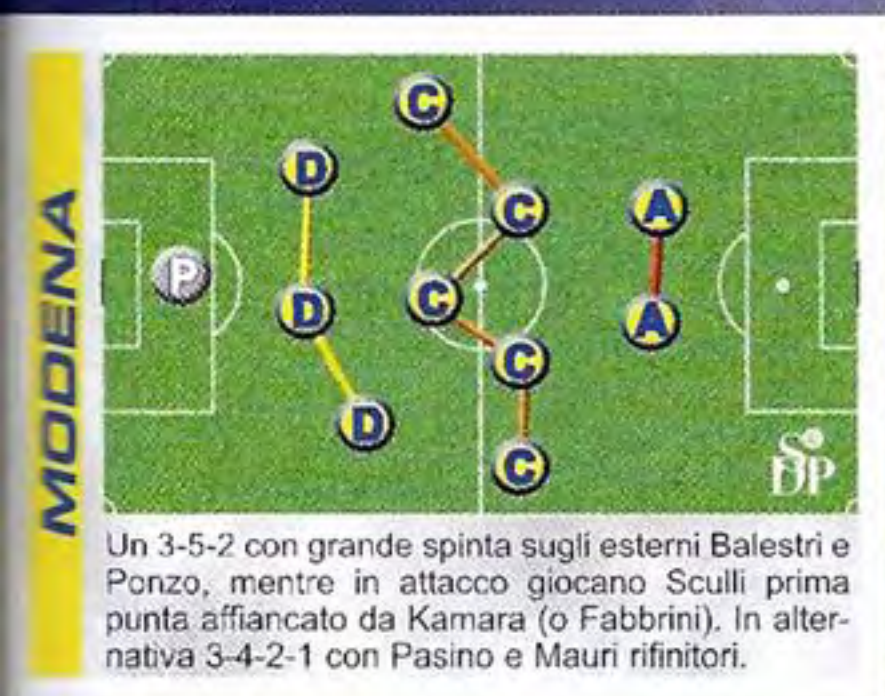 MODENA
C
D
C
A
P
C
D
A
C
D
C
SDP
Un 3-5-2 con grande spinta sugli esterni Balestri e
Ponzo, mentre in attacco giocano Sculli prima
punta affiancato da Kamara (o Fabbrini). In alter-
nativa 3-4-2-1 con Pasino e Mauri rifinitori.